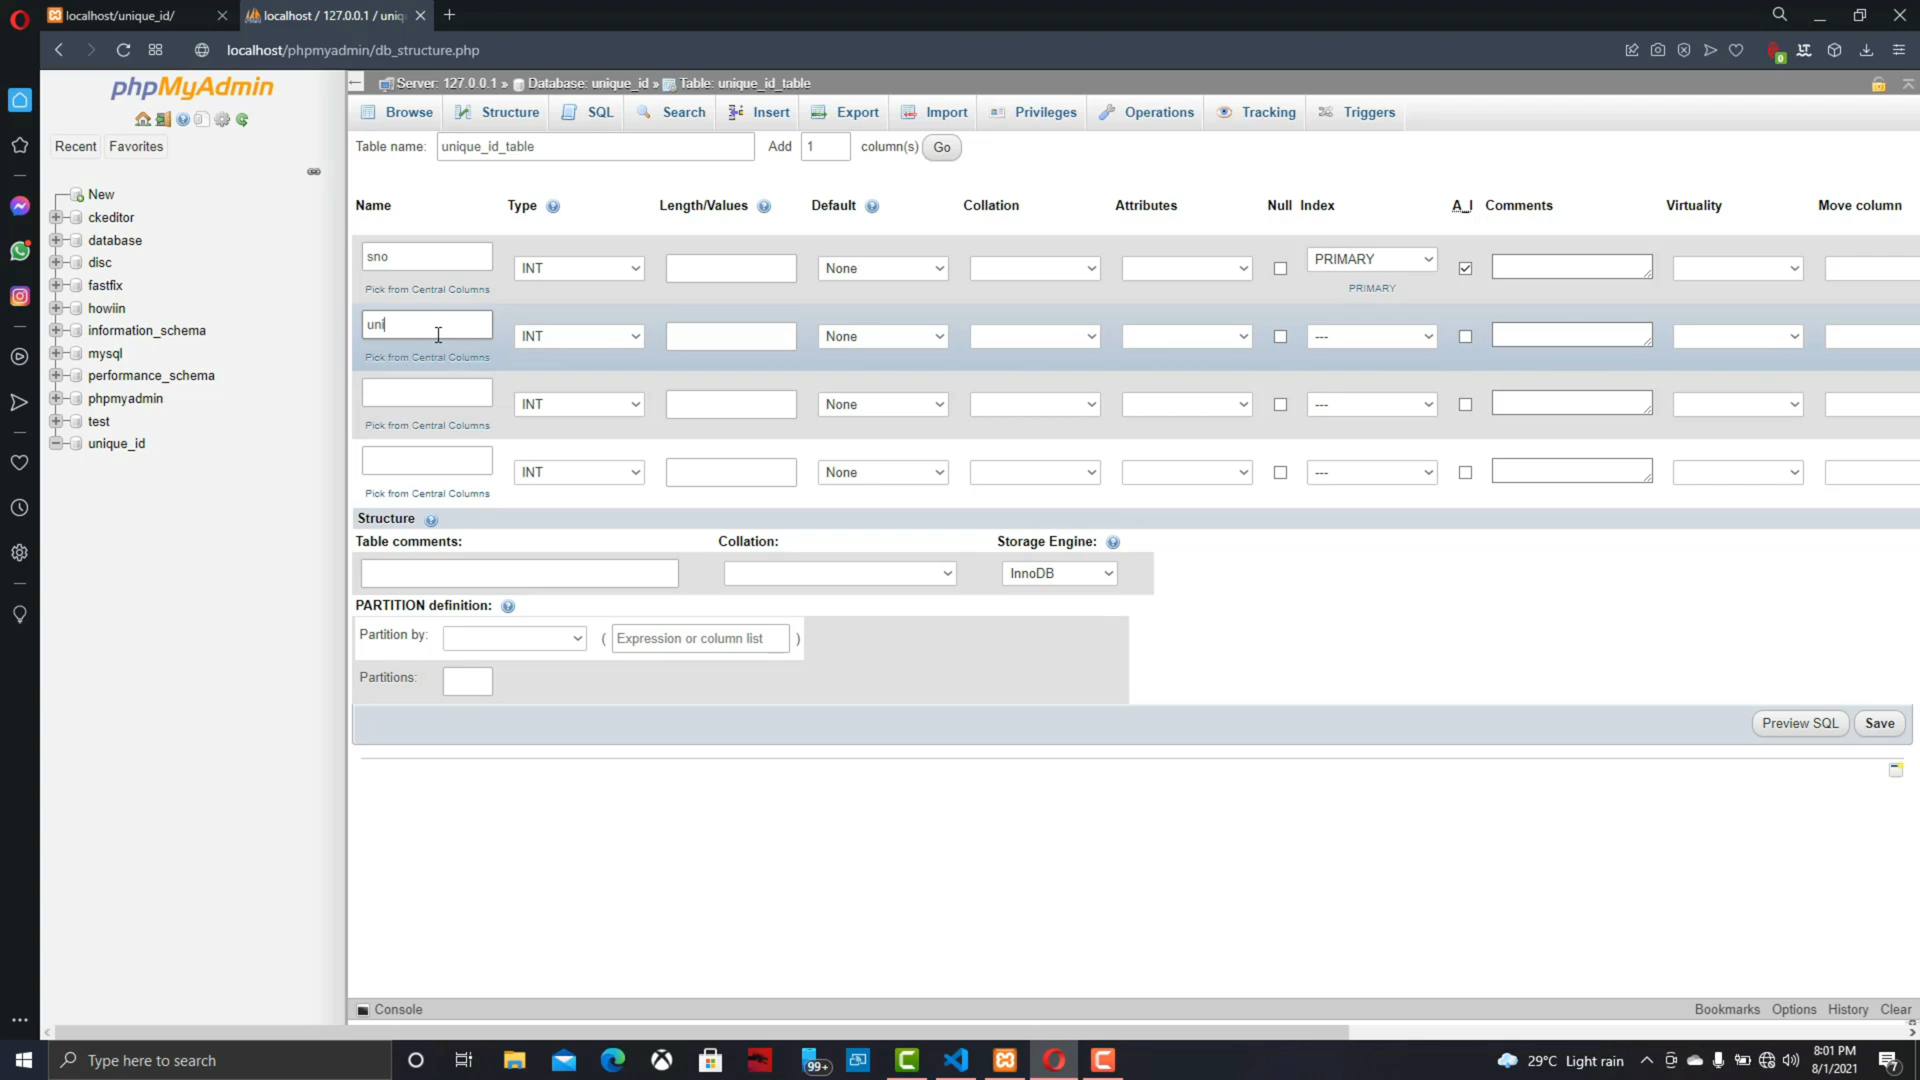 localhost/unique_id/
localhost / 127.0.0.1 / uniq
localhost/phpmyadmin/db_structure.php
phpMyAdmin
Recent Favorites
New
ckeditor
database
disc
fastfix
howiin
information_schema
mysql
performance_schema
phpmyadmin
test
unique_id
Server: 127.0.0.1 » Database: unique_id » Table: unique_id_table
Browse Structure SQL Search Insert Export Import Privileges Operations Tracking Triggers
Table name: unique_id_table Add 1 column(s) Go
Name Type Length/Values Default Collation Attributes Null Index A_I Comments Virtuality Move column
sno INT None PRIMARY
Pick from Central Columns PRIMARY
uni INT None ---
Pick from Central Columns
INT None ---
Pick from Central Columns
INT None ---
Pick from Central Columns
Structure
Table comments: Collation: Storage Engine:
InnoDB
PARTITION definition:
Partition by: ( Expression or column list )
Partitions:
Preview SQL Save
Console Bookmarks Options History Clear
Type here to search
99+
29°C Light rain
8:01 PM
8/1/2021
7
0